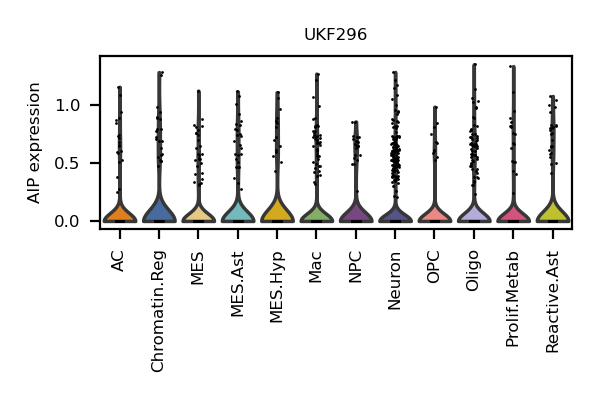 UKF296
AIP expression
1.0
0.5
0.0
AC
Chromatin.Reg
MES
MES.Ast
MES.Hyp
Mac
NPC
Neuron
OPC
Oligo
Prolif.Metab
Reactive.Ast